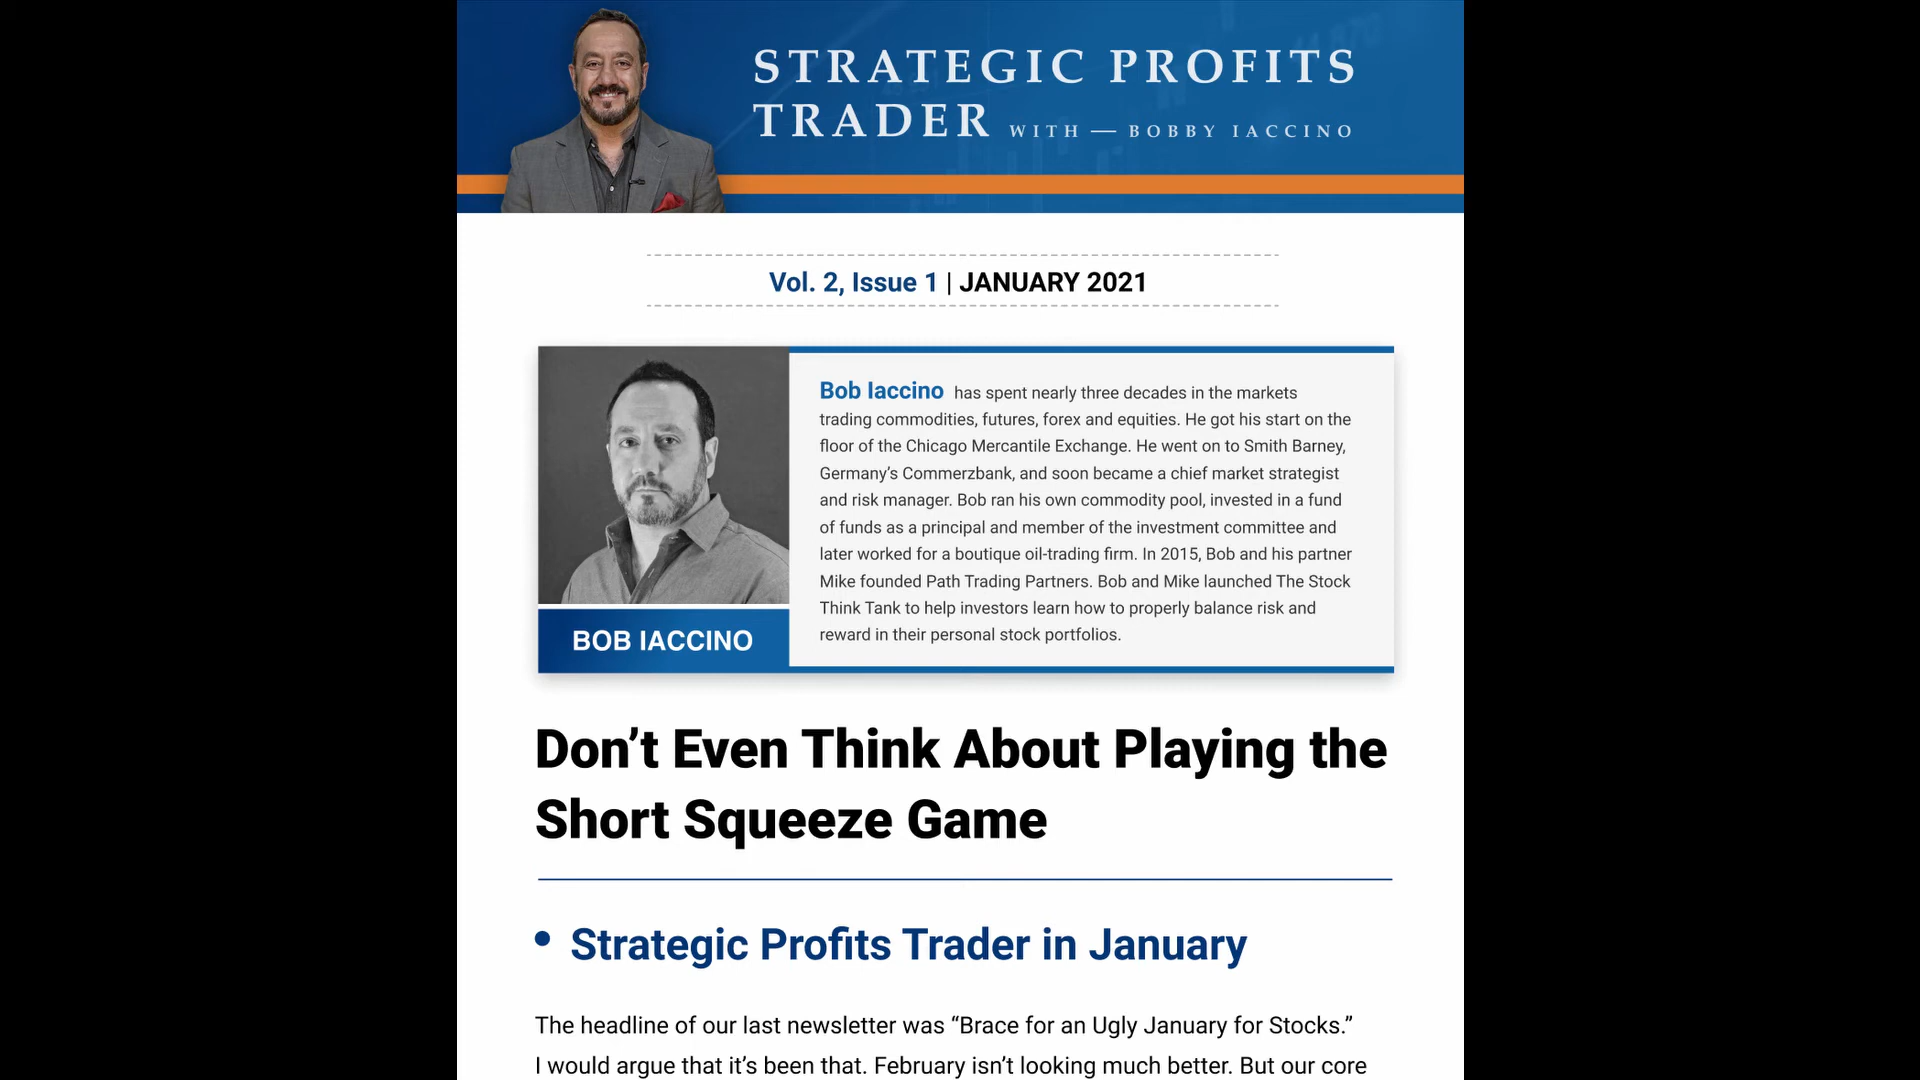 STRATEGIC PROFITS
TRADER WITH — BOBBY IACCINO
Vol. 2, Issue 1 | JANUARY 2021
Bob Iaccino has spent nearly three decades in the markets
trading commodities, futures, forex and equities. He got his start on the
floor of the Chicago Mercantile Exchange. He went on to Smith Barney,
Germany’s Commerzbank, and soon became a chief market strategist
and risk manager. Bob ran his own commodity pool, invested in a fund
of funds as a principal and member of the investment committee and
later worked for a boutique oil-trading firm. In 2015, Bob and his partner
Mike founded Path Trading Partners. Bob and Mike launched The Stock
Think Tank to help investors learn how to properly balance risk and
reward in their personal stock portfolios.
BOB IACCINO
Don’t Even Think About Playing the
Short Squeeze Game
• Strategic Profits Trader in January
The headline of our last newsletter was “Brace for an Ugly January for Stocks.”
I would argue that it’s been that. February isn’t looking much better. But our core